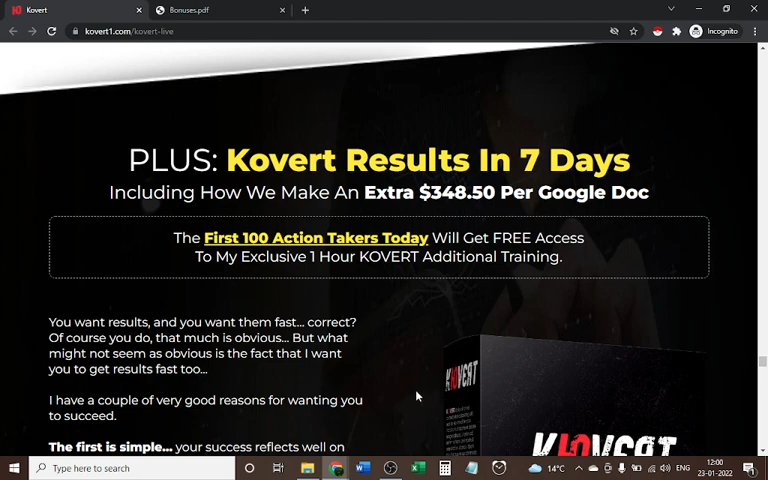 Kovert
Bonuses.pdf
kovert1.com/kovert-live
Incognito
PLUS: Kovert Results In 7 Days
Including How We Make An Extra $348.50 Per Google Doc
The First 100 Action Takers Today Will Get FREE Access
To My Exclusive 1 Hour KOVERT Additional Training.
You want results, and you want them fast... correct?
Of course you do, that much is obvious... But what
might not seem as obvious is the fact that I want
you to get results fast too...
I have a couple of very good reasons for wanting you
to succeed.
The first is simple... your success reflects well on
Type here to search
14°C
ENG
12:00
23-01-2022